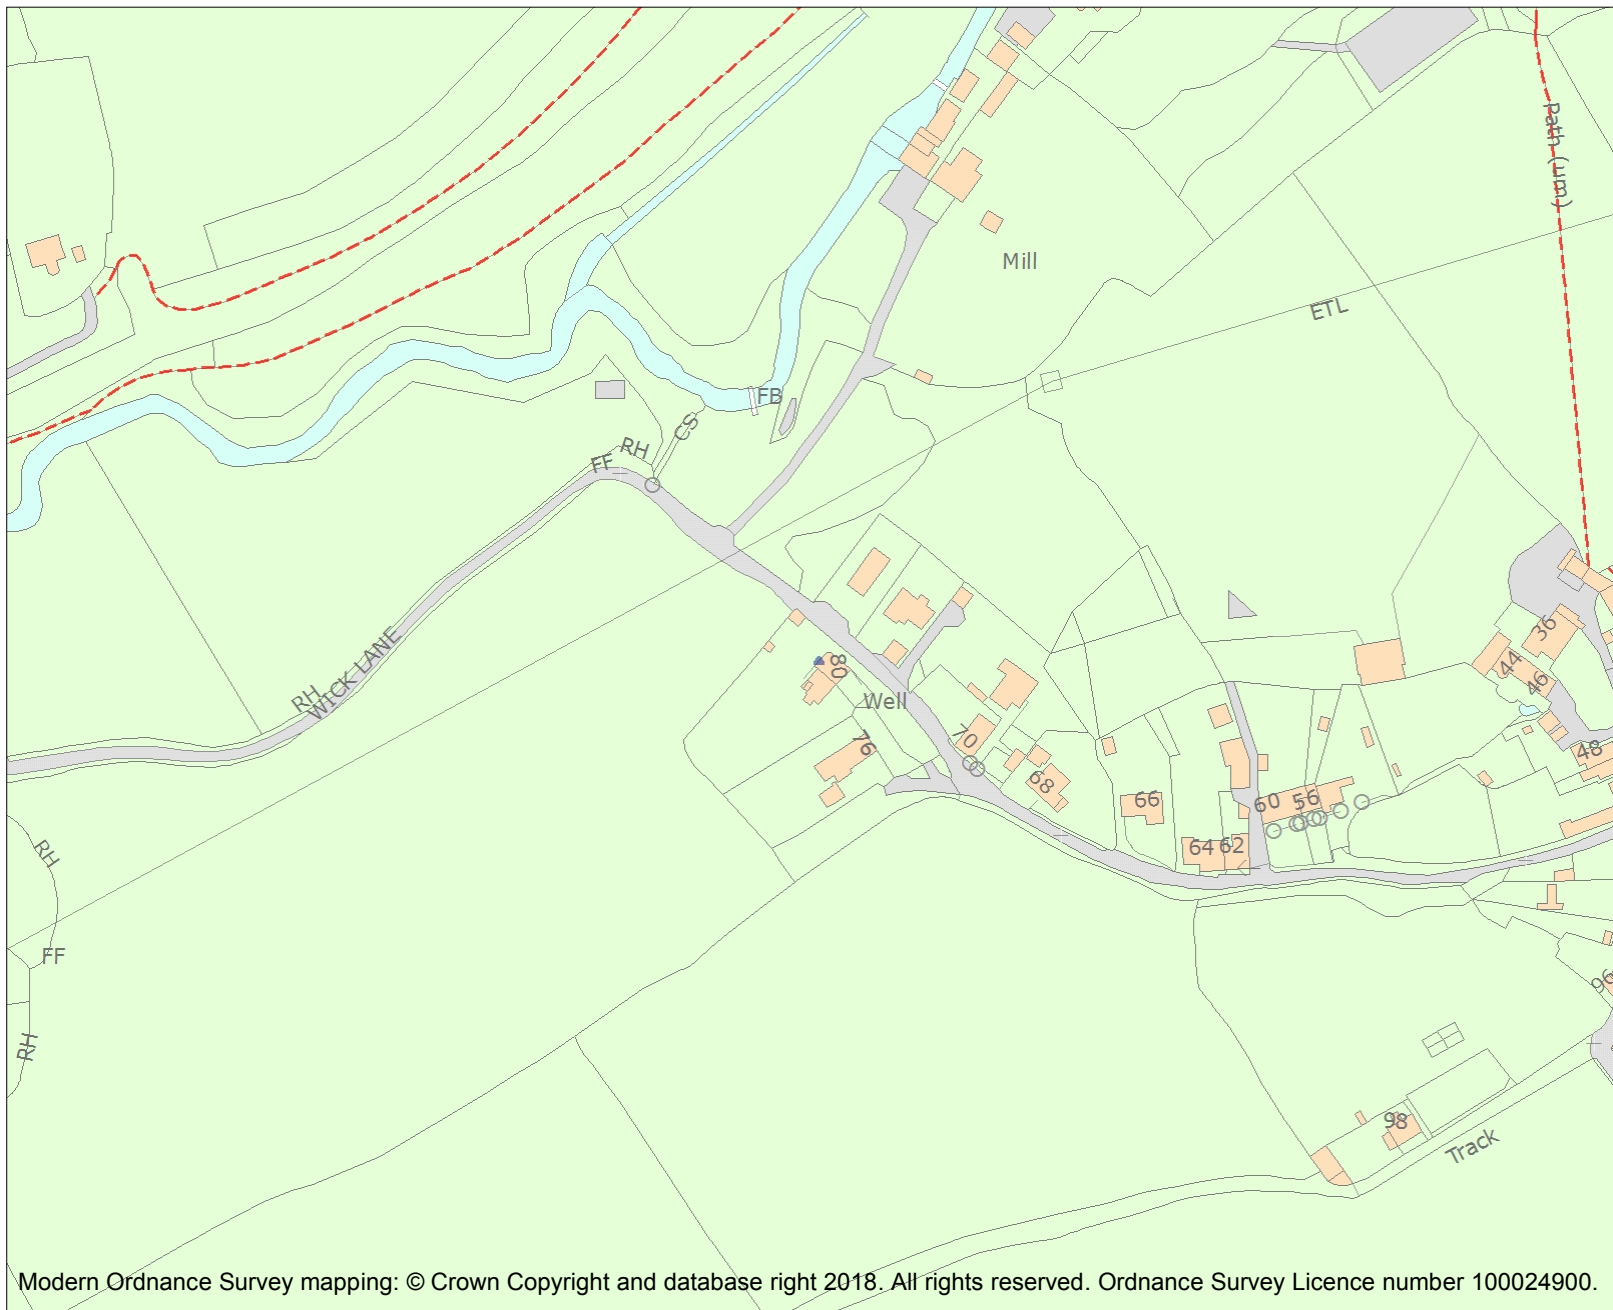 Path (um)
Mill
ETL
FB
CS
RH
FF
WICK LANE
RH
80
Well
76
70
68
66
64
62
60
56
36
44
46
48
RH
FF
RH
96
98
Track
Modern Ordnance Survey mapping: © Crown Copyright and database right 2018. All rights reserved. Ordnance Survey Licence number 100024900.